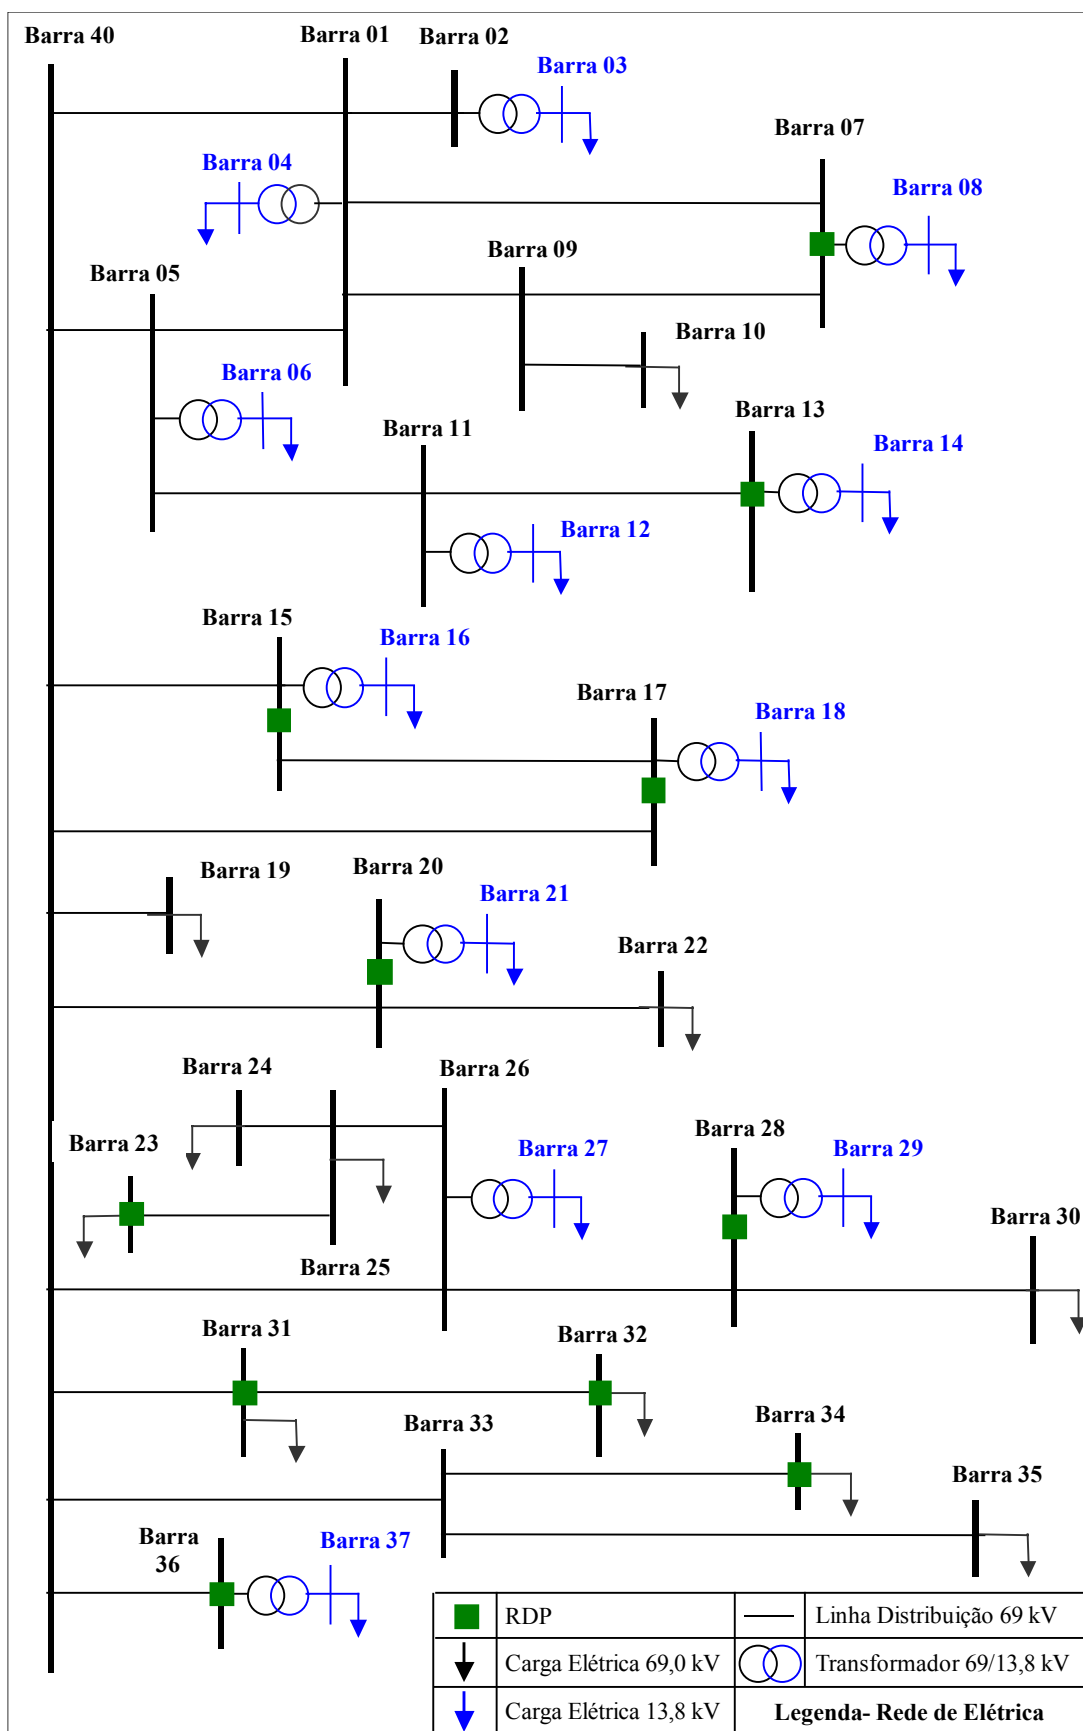 Barra 40
Barra 01
Barra 02
Barra 03
Barra 07
Barra 04
Barra 08
Barra 09
Barra 05
Barra 10
Barra 06
Barra 13
Barra 11
Barra 14
Barra 12
Barra 15
Barra 16
Barra 17
Barra 18
Barra 19
Barra 20
Barra 21
Barra 22
Barra 24
Barra 26
Barra 23
Barra 28
Barra 27
Barra 29
Barra 30
Barra 25
Barra 31
Barra 32
Barra 33
Barra 34
Barra 35
Barra
36
Barra 37
RDP
Linha Distribuição 69 kV
Carga Elétrica 69,0 kV
Transformador 69/13,8 kV
Carga Elétrica 13,8 kV
Legenda- Rede de Elétrica